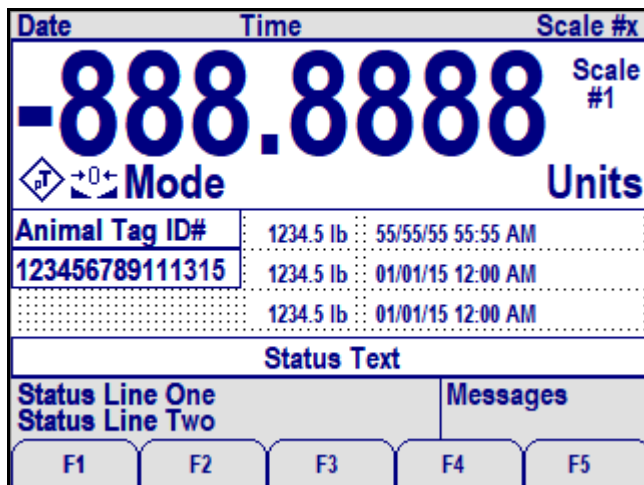 Date Time Scale #x
-888.8888
Scale
#1
pT →0← Mode Units
Animal Tag ID# 1234.5 lb 55/55/55 55:55 AM
123456789111315 1234.5 lb 01/01/15 12:00 AM
1234.5 lb 01/01/15 12:00 AM
Status Text
Status Line One Messages
Status Line Two
F1 F2 F3 F4 F5